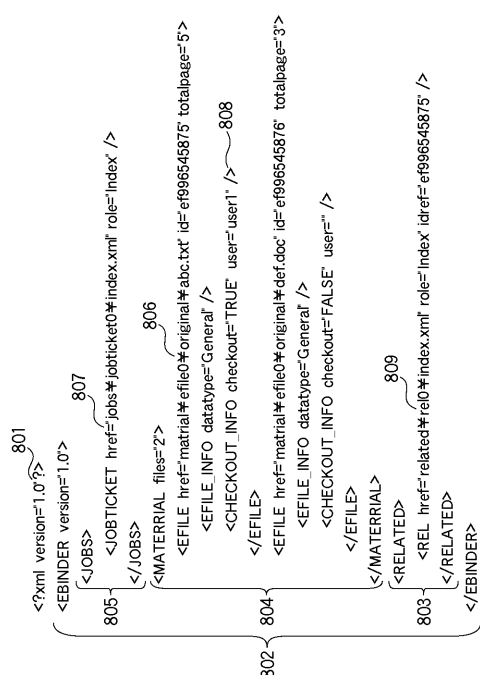 801
<?xml version="1.0"?>
<EBINDER version="1.0">
<JOBS>
807
<JOBTICKET href="jobs¥jobticket0¥index.xml" role="Index" />
</JOBS>
805
<MATERRIAL files="2">
806
<EFILE href="matrial¥efile0¥original¥abc.txt" id="ef996545875" totalpage="5">
<EFILE_INFO datatype="General" />
<CHECKOUT_INFO checkout="TRUE" user="user1" />
808
</EFILE>
<EFILE href="matrial¥efile0¥original¥def.doc" id="ef996545876" totalpage="3">
<EFILE_INFO datatype="General" />
<CHECKOUT_INFO checkout="FALSE" user="" />
</EFILE>
</MATERRIAL>
804
<RELATED>
809
<REL href="related¥rel0¥index.xml" role="Index" idref="ef996545875" />
</RELATED>
803
</EBINDER>
802